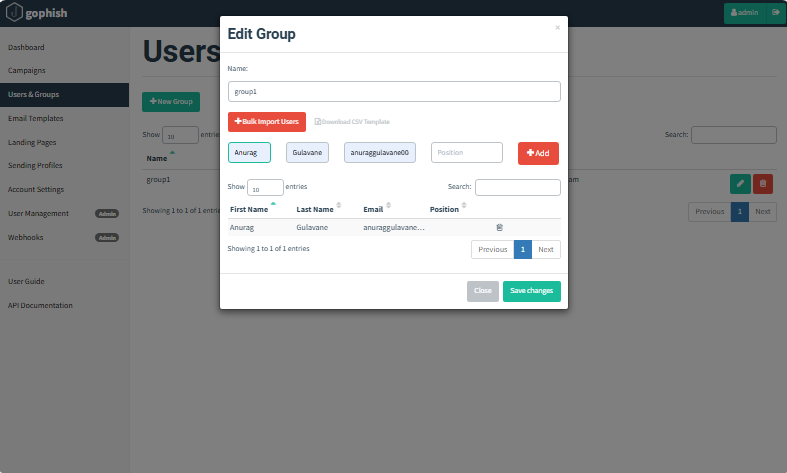 gophish
admin
Dashboard
Campaigns
Users & Groups
Email Templates
Landing Pages
Sending Profiles
Account Settings
User Management Admin
Webhooks Admin
User Guide
API Documentation
Users
New Group
Show 10 entrie
Search:
Name
group1
am
Showing 1 to 1 of 1 entrie
Previous 1 Next
Edit Group
×
Name:
group1
Bulk Import Users Download CSV Template
Anurag Gulavane anuraggulavane00 Position Add
Show 10 entries Search:
First Name Last Name Email Position
Anurag Gulavane anuraggulavane...
Showing 1 to 1 of 1 entries
Previous 1 Next
Close Save changes